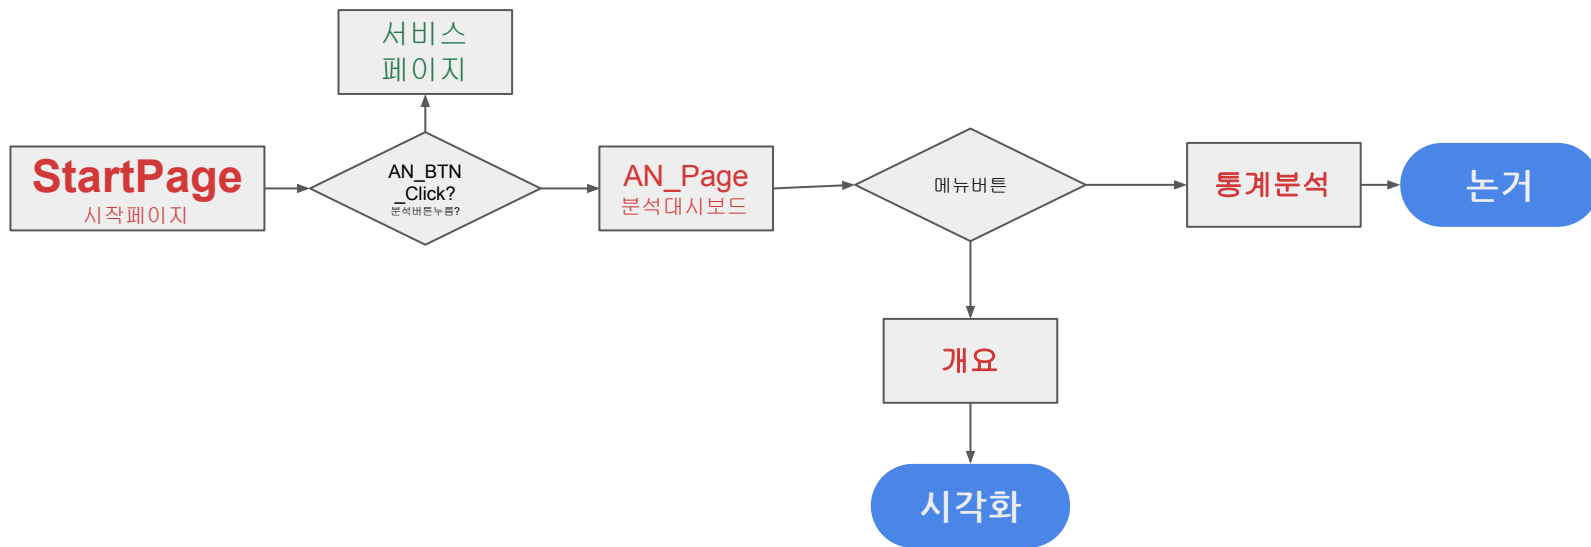 서비스
페이지
StartPage
시작페이지
AN_BTN
_Click?
분석버튼누름?
AN_Page
분석대시보드
메뉴버튼
통계분석
논거
개요
시각화